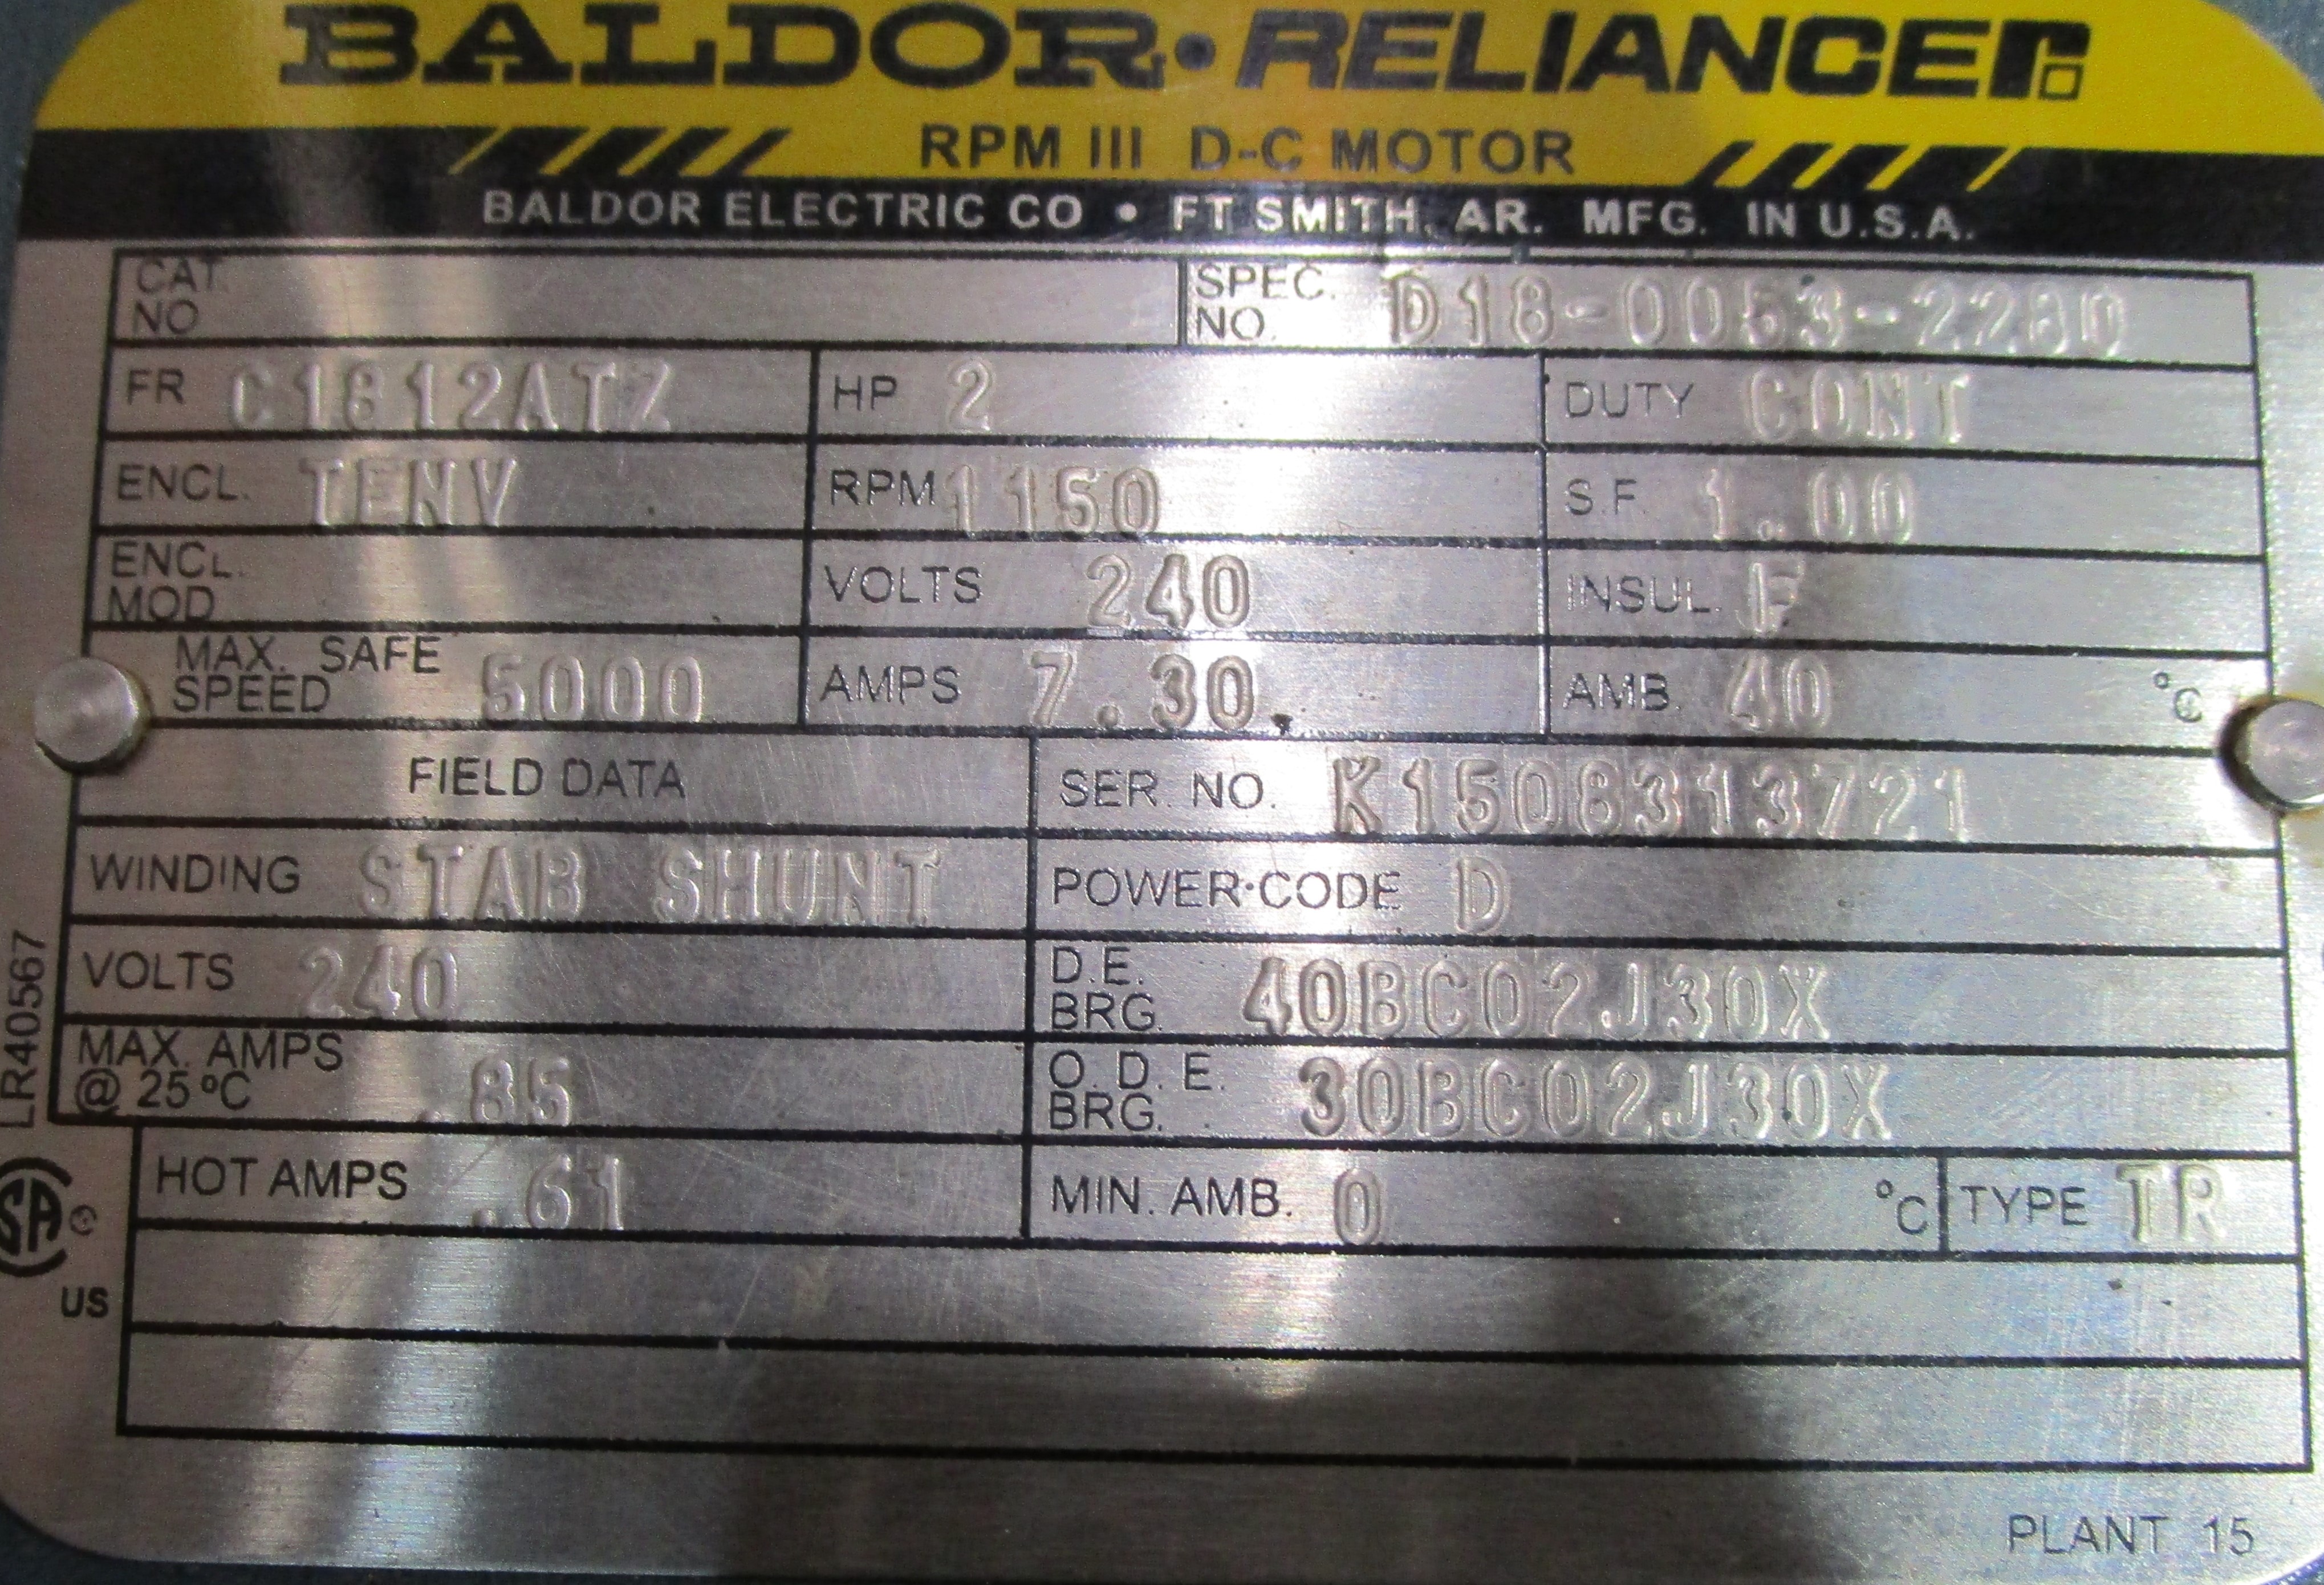 BALDOR • RELIANCE
RPM III D-C MOTOR
BALDOR ELECTRIC CO • FT SMITH, AR. MFG. IN U.S.A.
CAT. NO
SPEC. NO. D18-0053-2280
FR C1812ATZ HP 2 DUTY CONT
ENCL. TENV RPM 1150 S.F. 1.00
ENCL. MOD VOLTS 240 INSUL. F
MAX. SAFE SPEED 5000 AMPS 7.30 AMB. 40 °C
FIELD DATA SER. NO. K1508313721
WINDING STAB SHUNT POWER·CODE D
VOLTS 240 D.E. BRG. 40BC02J30X
MAX. AMPS @ 25°C .85 O.D.E. BRG. 30BC02J30X
HOT AMPS .61 MIN. AMB. 0 °C TYPE TR
LR40567
SA ©
US
PLANT 15